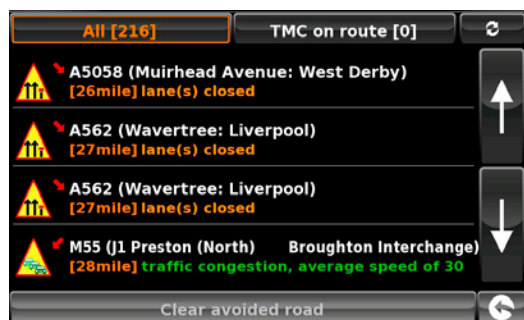 All [216] TMC on route [0]
A5058 (Muirhead Avenue: West Derby)
[26mile] lane(s) closed
A562 (Wavertree: Liverpool)
[27mile] lane(s) closed
A562 (Wavertree: Liverpool)
[27mile] lane(s) closed
M55 (J1 Preston (North) Broughton Interchange)
[28mile] traffic congestion, average speed of 30
Clear avoided road